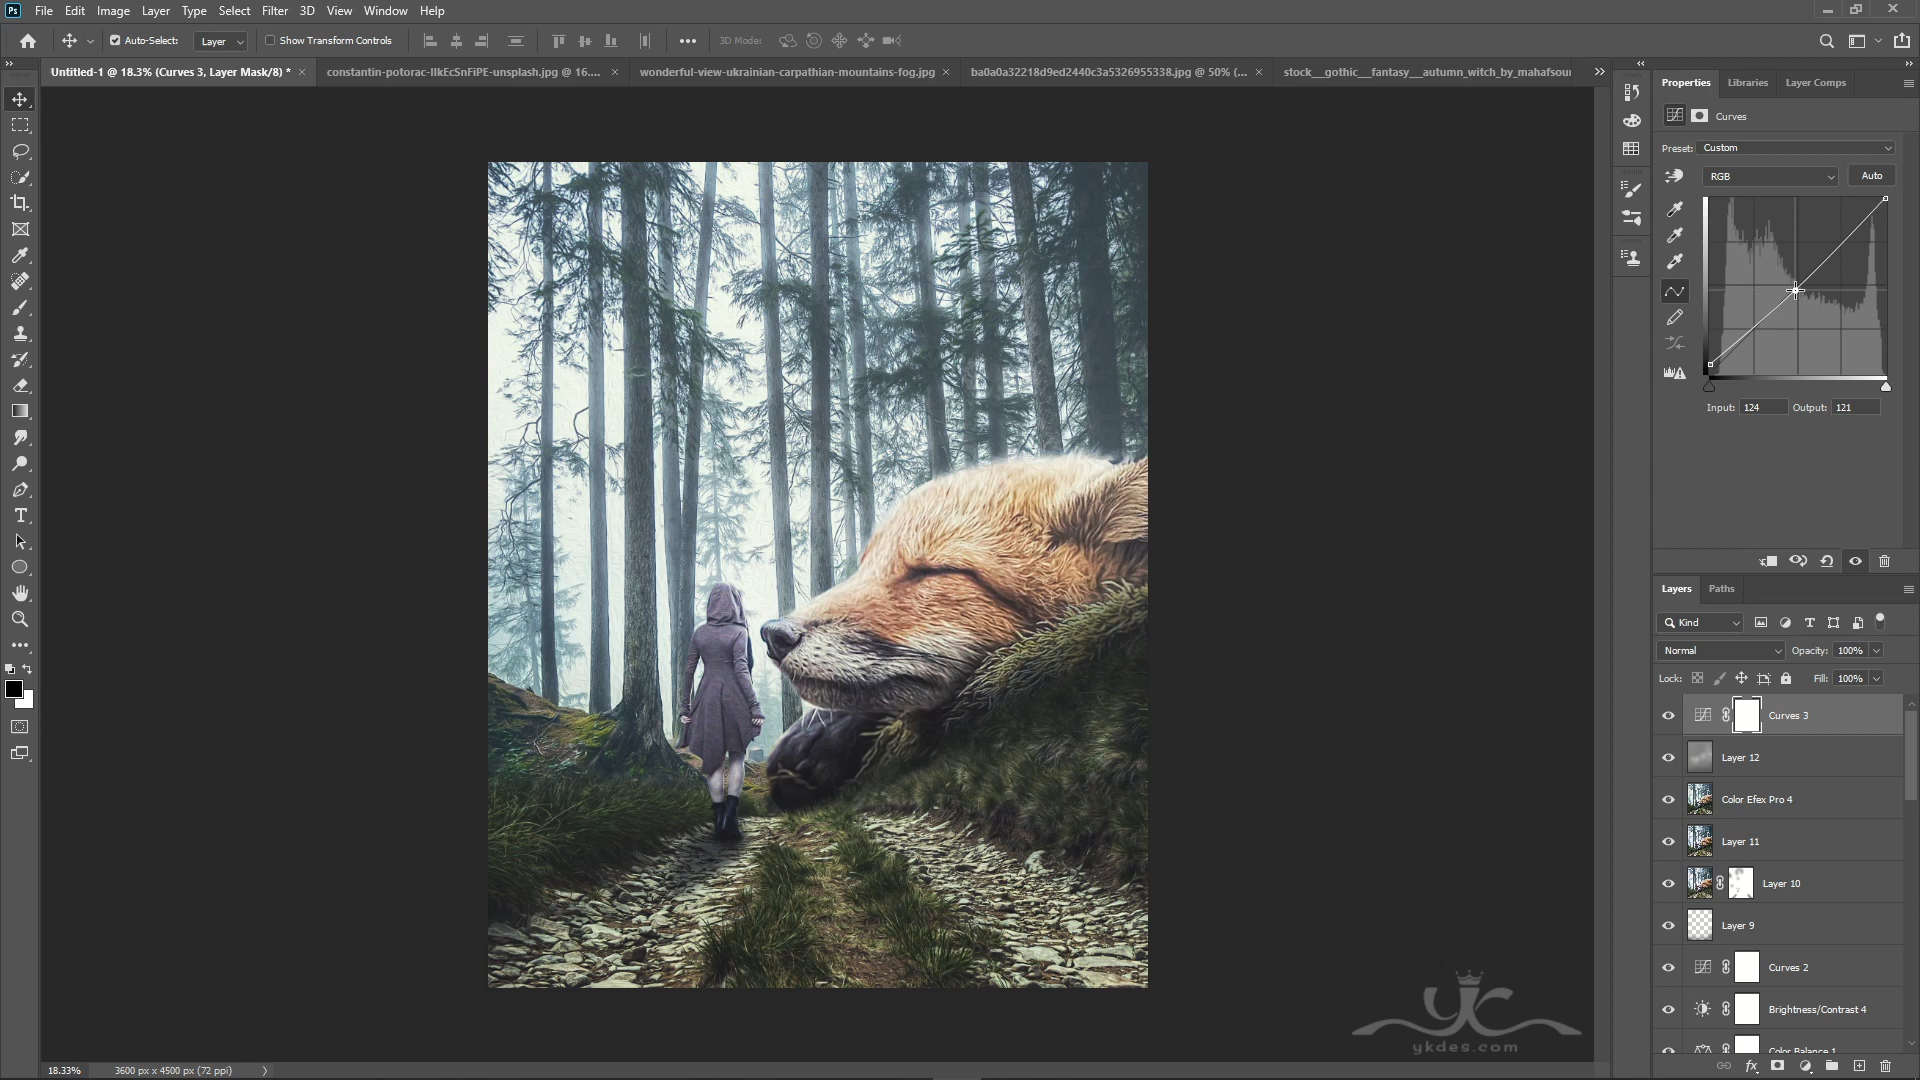 Ps File Edit Image Layer Type Select Filter 3D View Window Help
Auto-Select: Layer Show Transform Controls 3D Mode:
Untitled-1 @ 18.3% (Curves 3, Layer Mask/8) * × constantin-potorac-IIkEcSnFiPE-unsplash.jpg @ 16.... × wonderful-view-ukrainian-carpathian-mountains-fog.jpg × ba0a0a32218d9ed2440c3a5326955338.jpg @ 50% (... × stock__gothic__fantasy__autumn_witch_by_mahafsour
Properties Libraries Layer Comps
Curves
Preset: Custom
RGB Auto
Input: 124 Output: 121
Layers Paths
Kind
Normal Opacity: 100%
Lock: Fill: 100%
Curves 3
Layer 12
Color Efex Pro 4
Layer 11
Layer 10
Layer 9
Curves 2
Brightness/Contrast 4
Color Balance 1
ykdes.com
18.33% 3600 px x 4500 px (72 ppi)